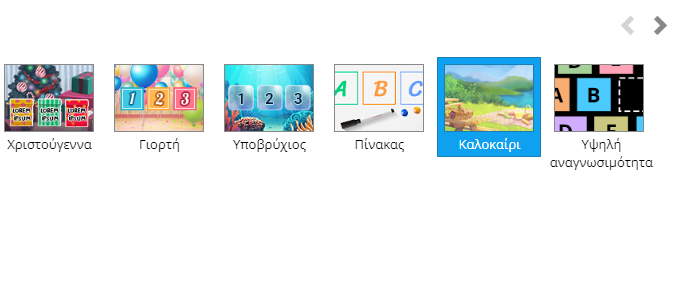 LOREM IPSUM LOREM IPSUM LOREM IPSUM
1 2 3
1 2 3
A B C
B
D E
Χριστούγεννα Γιορτή Υποβρύχιος Πίνακας Καλοκαίρι Υψηλή
αναγνωσιμότητα